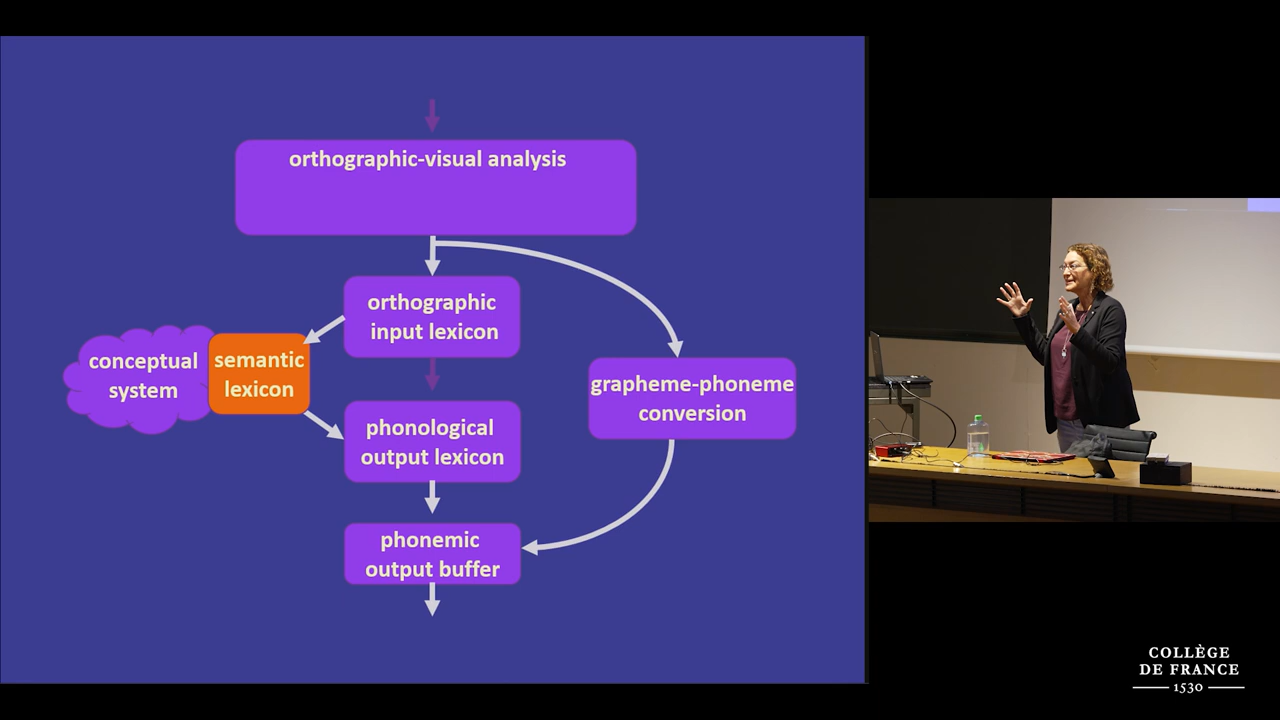 orthographic-visual analysis
orthographic
input lexicon
conceptual
system
semantic
lexicon
grapheme-phoneme
conversion
phonological
output lexicon
phonemic
output buffer
COLLÈGE
DE FRANCE
1530